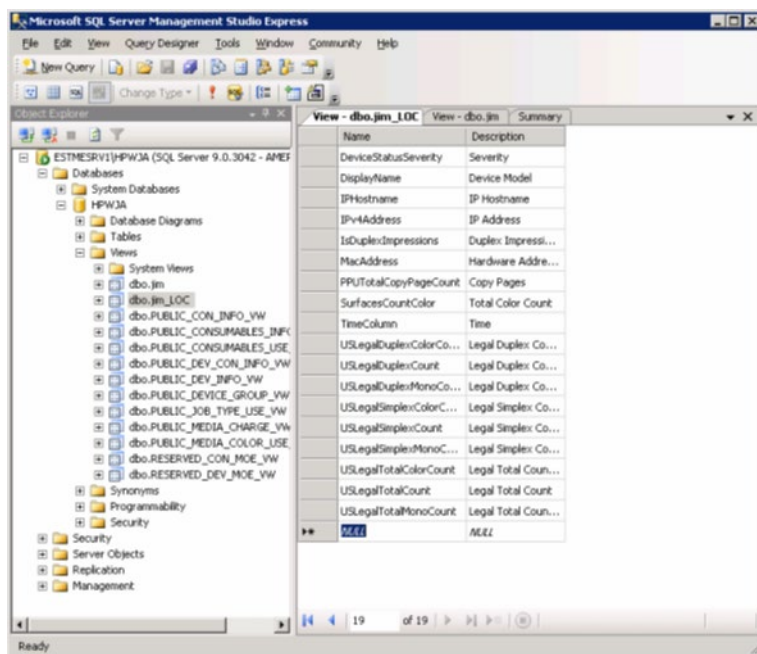 Microsoft SQL Server Management Studio Express
File Edit View Query Designer Tools Window Community Help
New Query
Change Type
Object Explorer
View - dbo.jim_LOC View - dbo.jim Summary
ESTMESRV1\HPWJA (SQL Server 9.0.3042 - AMER
Databases
System Databases
HPWJA
Database Diagrams
Tables
Views
System Views
dbo.jim
dbo.jim_LOC
dbo.PUBLIC_CON_INFO_VW
dbo.PUBLIC_CONSUMABLES_INFO
dbo.PUBLIC_CONSUMABLES_USE_
dbo.PUBLIC_DEV_CON_INFO_VW
dbo.PUBLIC_DEV_INFO_VW
dbo.PUBLIC_DEVICE_GROUP_VW
dbo.PUBLIC_JOB_TYPE_USE_VW
dbo.PUBLIC_MEDIA_CHARGE_VW
dbo.PUBLIC_MEDIA_COLOR_USE_
dbo.RESERVED_CON_MOE_VW
dbo.RESERVED_DEV_MOE_VW
Synonyms
Programmability
Security
Security
Server Objects
Replication
Management
Name Description
DeviceStatusSeverity Severity
DisplayName Device Model
IPHostname IP Hostname
IPv4Address IP Address
IsDuplexImpressions Duplex Impressi...
MacAddress Hardware Addre...
PPUTotalCopyPageCount Copy Pages
SurfacesCountColor Total Color Count
TimeColumn Time
USLegalDuplexColorCo... Legal Duplex Co...
USLegalDuplexCount Legal Duplex Count
USLegalDuplexMonoCo... Legal Duplex Co...
USLegalSimplexColorC... Legal Simplex Co...
USLegalSimplexCount Legal Simplex Co...
USLegalSimplexMonoC... Legal Simplex Co...
USLegalTotalColorCount Legal Total Coun...
USLegalTotalCount Legal Total Count
USLegalTotalMonoCount Legal Total Coun...
NULL NULL
19 of 19
Ready